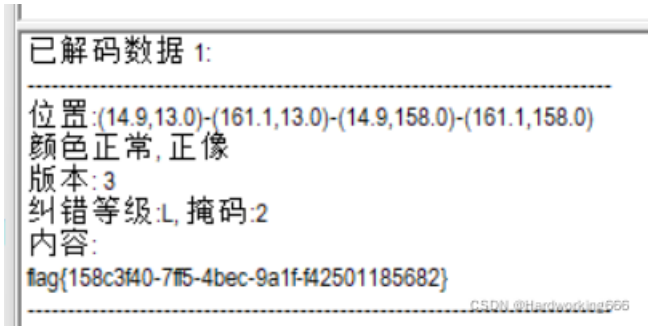 已解码数据 1:
-------------------------------------------------------------------------
位置:(14.9,13.0)-(161.1,13.0)-(14.9,158.0)-(161.1,158.0)
颜色正常, 正像
版本: 3
纠错等级:L, 掩码:2
内容:
flag{158c3f40-7ff5-4bec-9a1f-f42501185682}
-------------------------------------------------------------------------
CSDN @Hardworking666